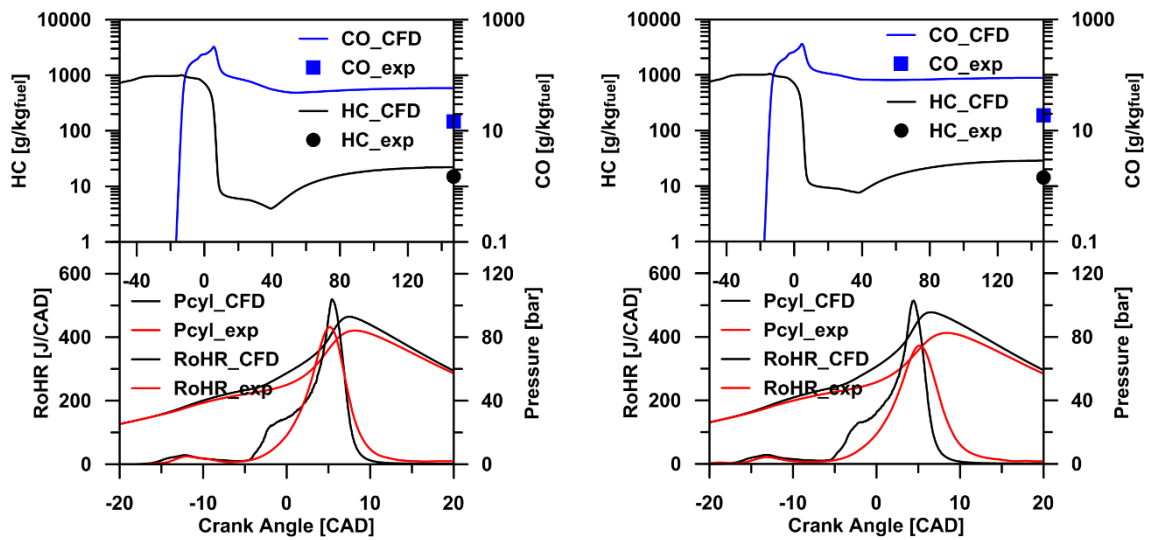 10000
1000
100
10
1
HC [g/kgfuel]
1000
10
0.1
CO [g/kgfuel]
CO_CFD
CO_exp
HC_CFD
HC_exp
-40 0 40 80 120
600
400
200
0
RoHR [J/CAD]
120
80
40
0
Pressure [bar]
Pcyl_CFD
Pcyl_exp
RoHR_CFD
RoHR_exp
-20 -10 0 10 20
Crank Angle [CAD]
10000
1000
100
10
1
HC [g/kgfuel]
1000
10
0.1
CO [g/kgfuel]
CO_CFD
CO_exp
HC_CFD
HC_exp
-40 0 40 80 120
600
400
200
0
RoHR [J/CAD]
120
80
40
0
Pressure [bar]
Pcyl_CFD
Pcyl_exp
RoHR_CFD
RoHR_exp
-20 -10 0 10 20
Crank Angle [CAD]